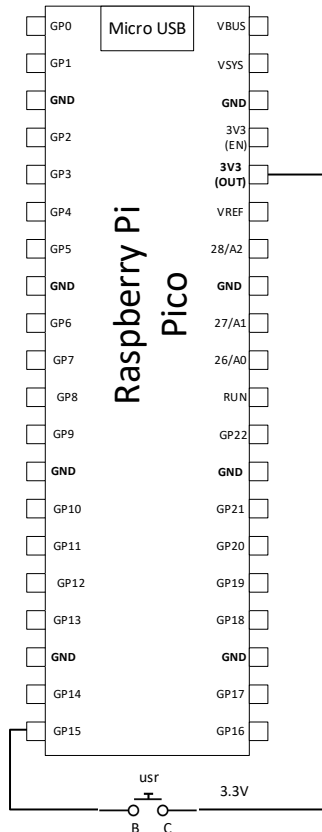 Micro USB
GP0
GP1
GND
GP2
GP3
GP4
GP5
GND
GP6
GP7
GP8
GP9
GND
GP10
GP11
GP12
GP13
GND
GP14
GP15
Raspberry Pi
Pico
VBUS
VSYS
GND
3V3
(EN)
3V3
(OUT)
VREF
28/A2
GND
27/A1
26/A0
RUN
GP22
GND
GP21
GP20
GP19
GP18
GND
GP17
GP16
usr
3.3V
B C